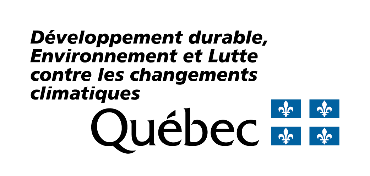 Développement durable,
Environnement et Lutte
contre les changements
climatiques
Québec